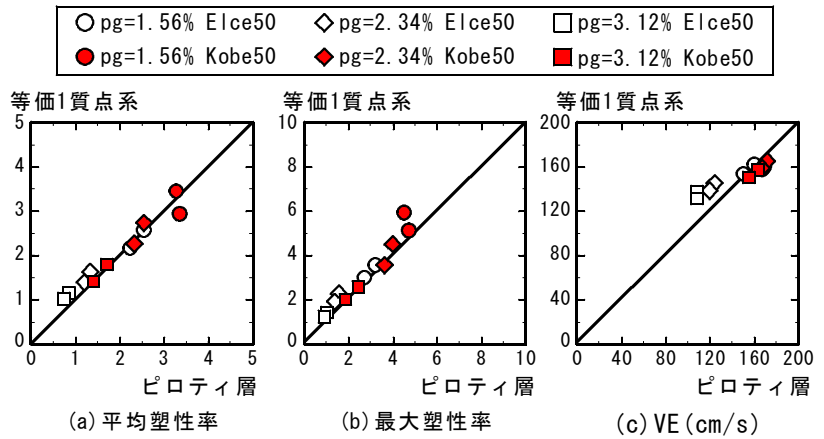 pg=1.56% Elce50 pg=2.34% Elce50 pg=3.12% Elce50
pg=1.56% Kobe50 pg=2.34% Kobe50 pg=3.12% Kobe50
等価1質点系 等価1質点系 等価1質点系
5 10 200
4 8 160
3 6 120
2 4 80
1 2 40
0 0 0
0 1 2 3 4 5 0 2 4 6 8 10 0 40 80 120 160 200
ピロティ層 ピロティ層 ピロティ層
(a)平均塑性率 (b)最大塑性率 (c)VE(cm/s)